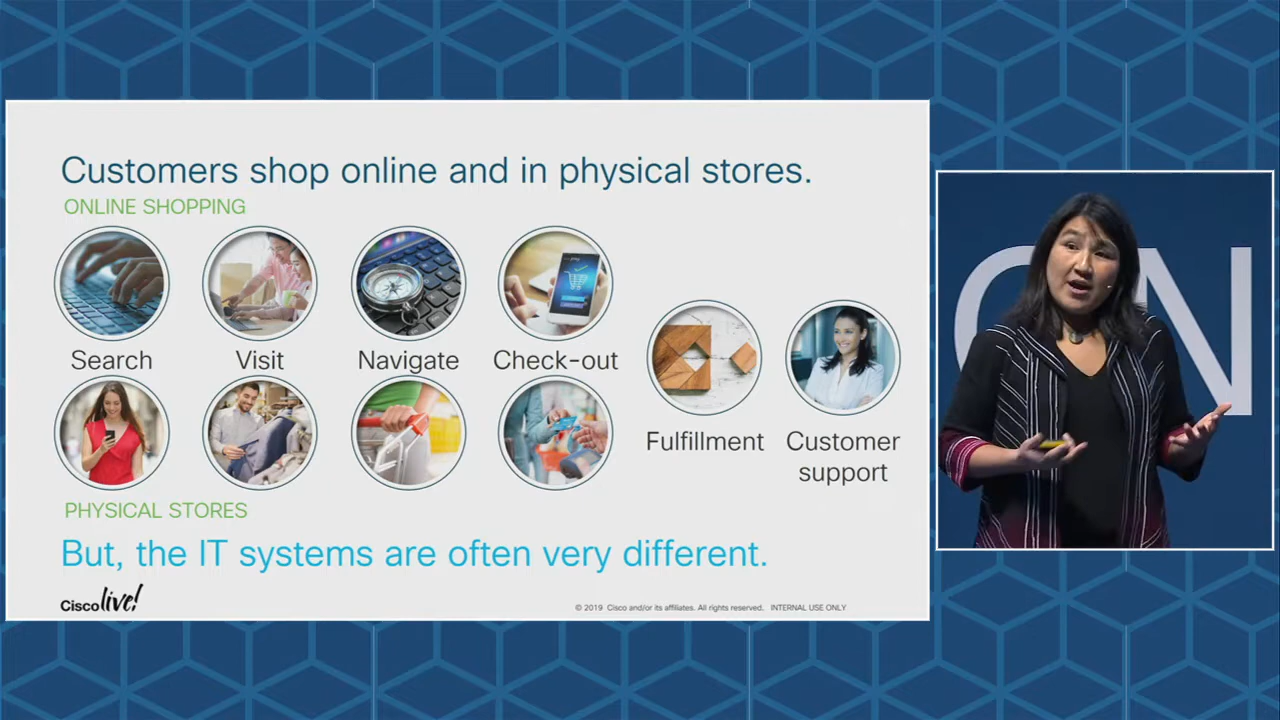 Customers shop online and in physical stores.
ONLINE SHOPPING
Search
Visit
Navigate
Check-out
Fulfillment
Customer
support
PHYSICAL STORES
But, the IT systems are often very different.
Cisco live!
© 2019 Cisco and/or its affiliates. All rights reserved. INTERNAL USE ONLY
ON